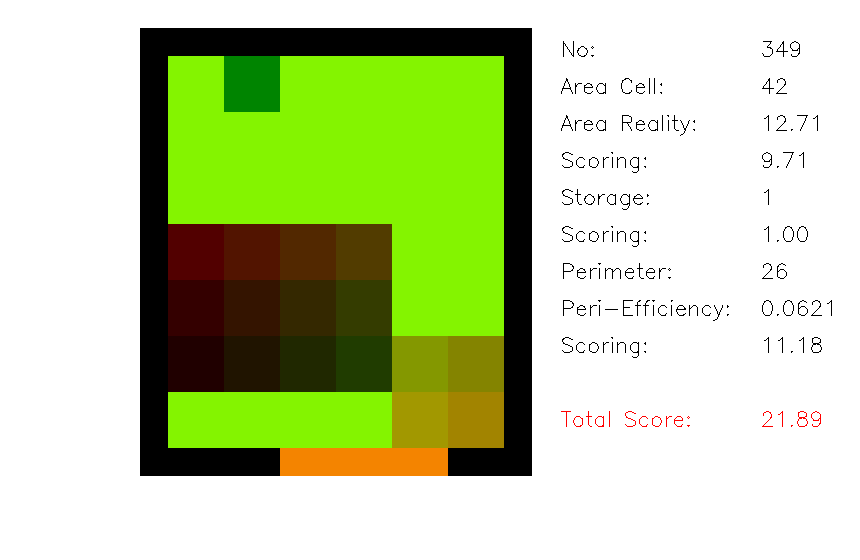 No: 349
Area Cell: 42
Area Reality: 12.71
Scoring: 9.71
Storage: 1
Scoring: 1.00
Perimeter: 26
Peri-Efficiency: 0.0621
Scoring: 11.18
Total Score: 21.89